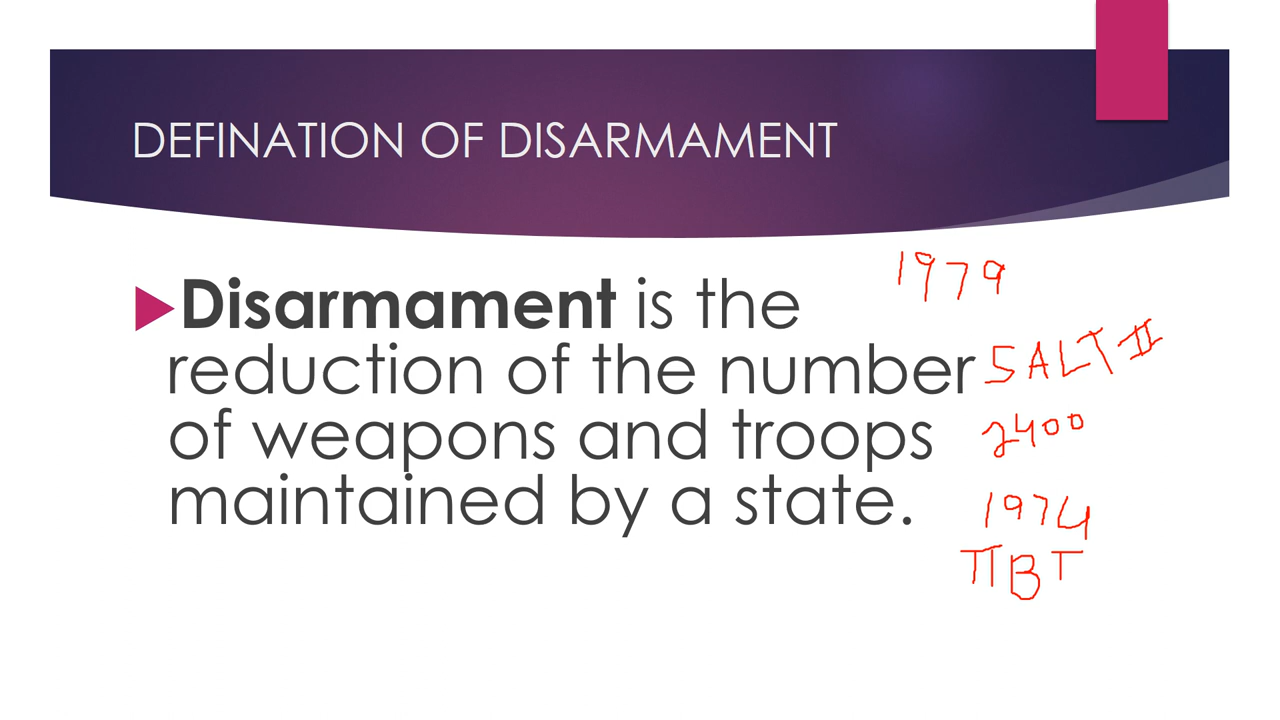 DEFINATION OF DISARMAMENT
Disarmament is the
reduction of the number
of weapons and troops
maintained by a state.
1979
SALT II
2400
1974
TTBT